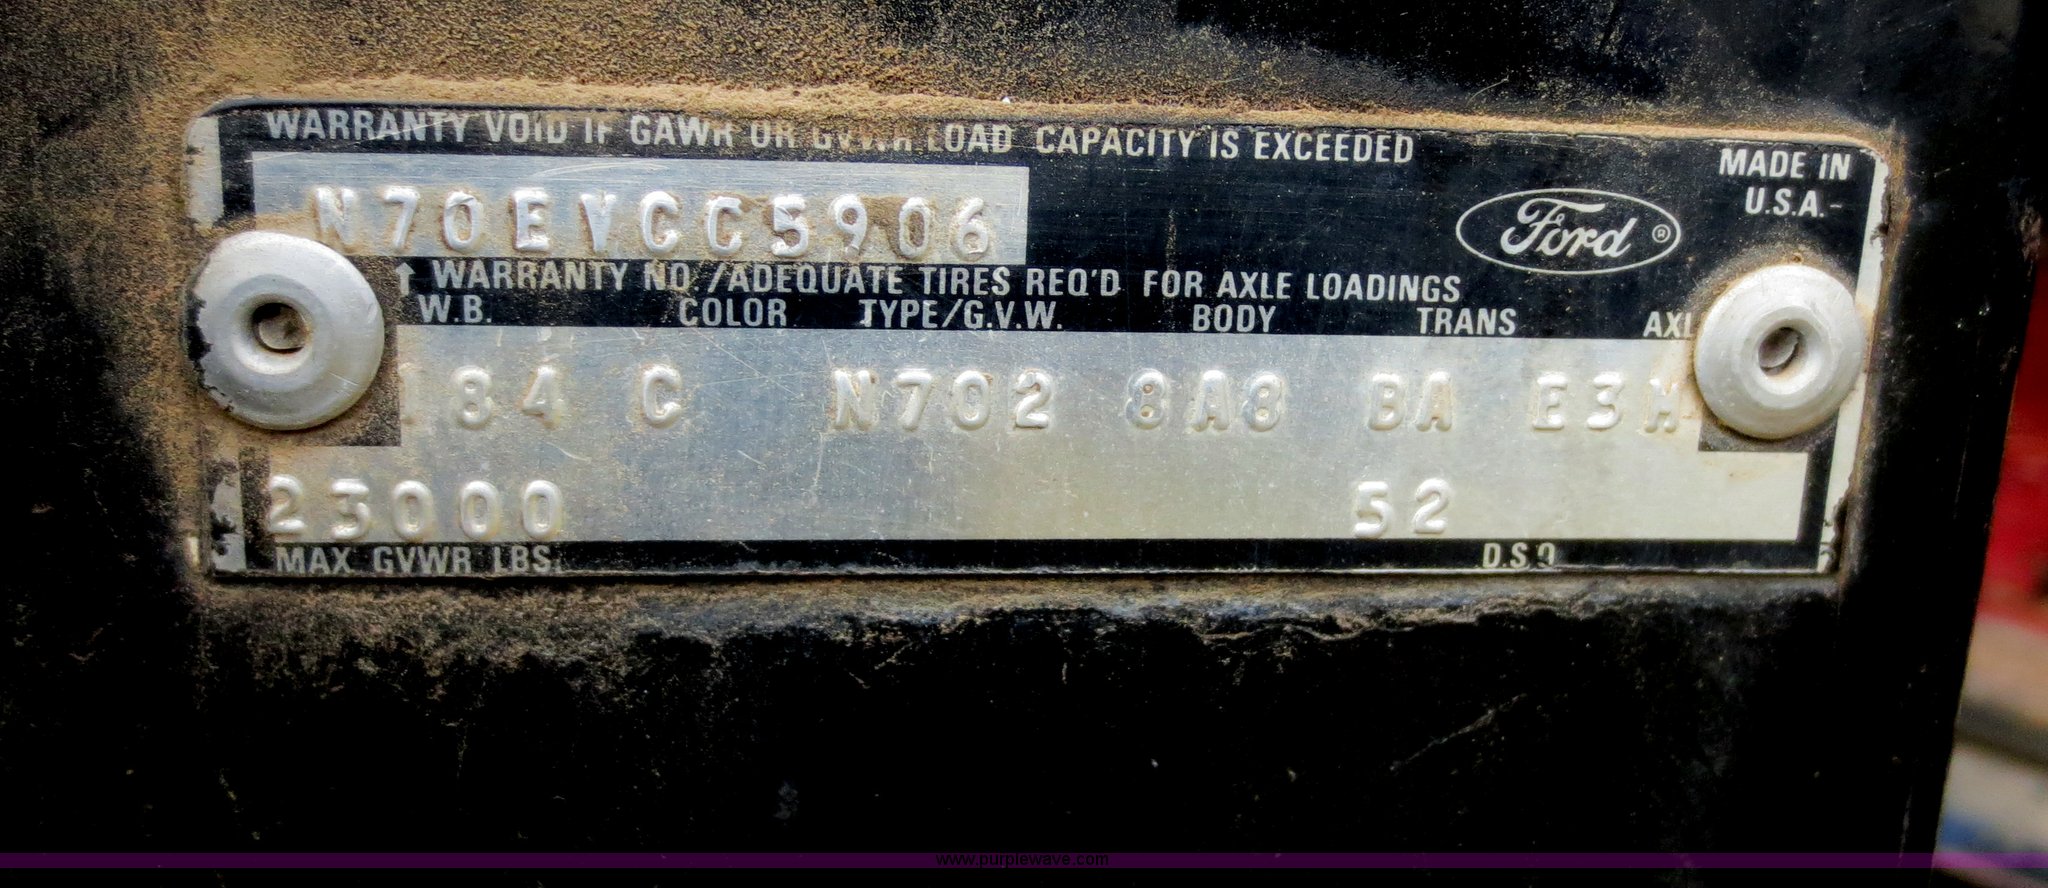 WARRANTY VOID IF GAWR OR GVWR LOAD CAPACITY IS EXCEEDED
MADE IN
U.S.A.
N70EVCC5906
Ford ®
↑ WARRANTY NO./ADEQUATE TIRES REQ'D FOR AXLE LOADINGS
W.B. COLOR TYPE/G.V.W. BODY TRANS AXL
184 C N702 8A8 BA E3
23000 52
MAX. GVWR LBS. D.S.O
www.purplewave.com